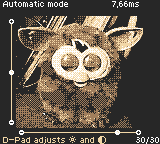 Automatic mode 7,66ms
D-Pad adjusts ☀ and ◐ 30/30